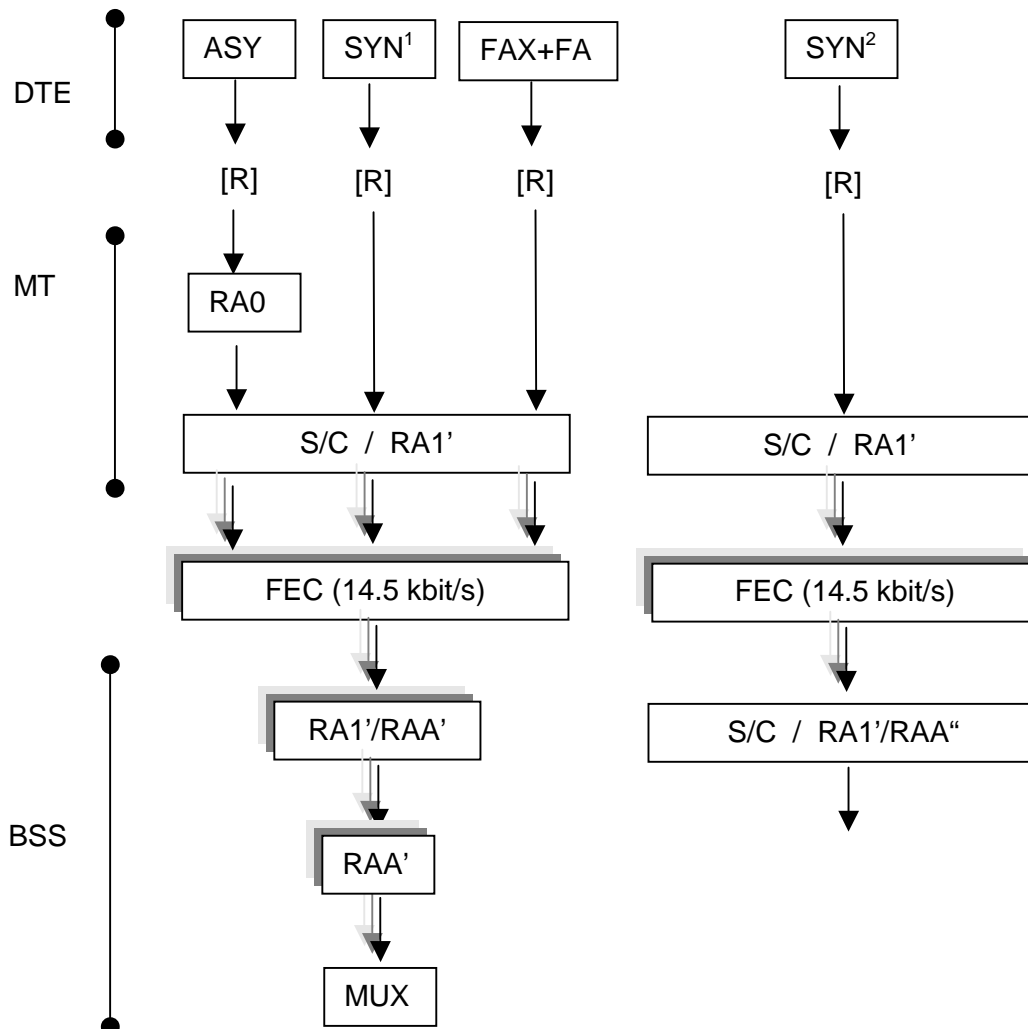 ASY SYN¹ FAX+FA SYN²
DTE
[R] [R] [R] [R]
MT
RA0
S/C / RA1’ S/C / RA1’
FEC (14.5 kbit/s) FEC (14.5 kbit/s)
RA1’/RAA’ S/C / RA1’/RAA“
BSS
RAA’
MUX